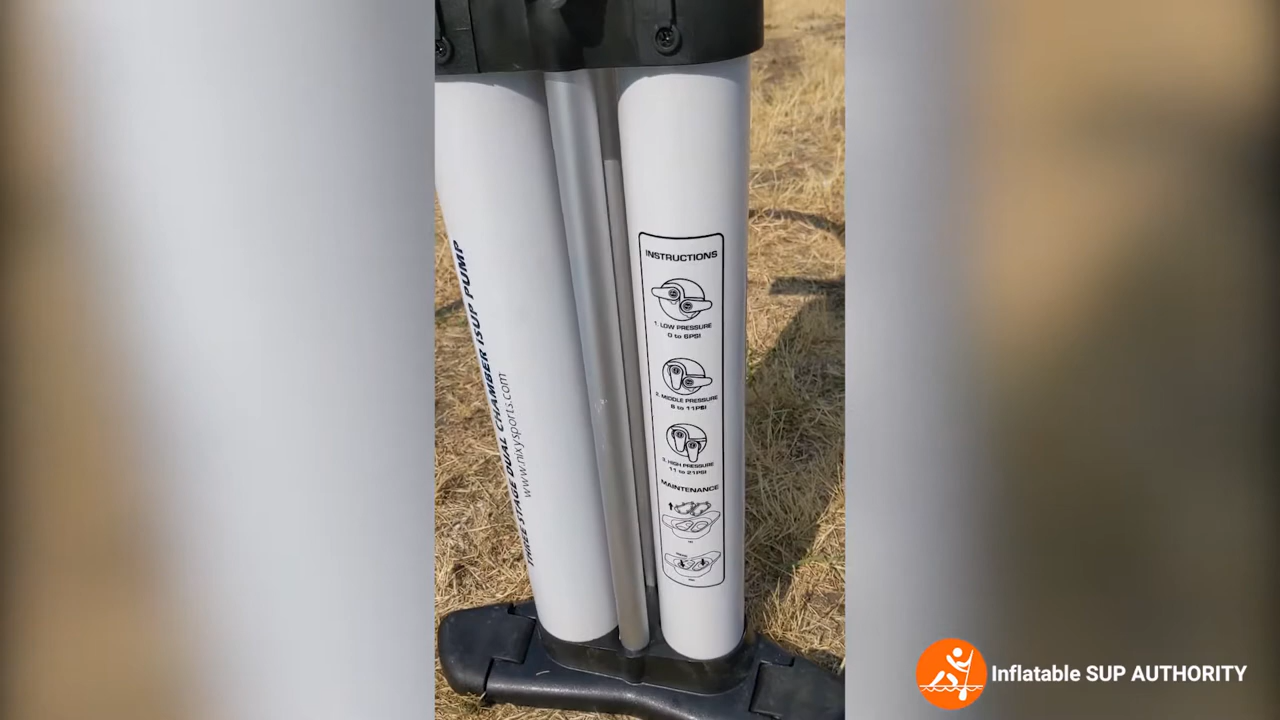 THREE STAGE DUAL CHAMBER ISUP PUMP
www.nixysports.com
INSTRUCTIONS
1. LOW PRESSURE
0 to 6PSI
2. MIDDLE PRESSURE
6 to 11PSI
3. HIGH PRESSURE
11 to 21PSI
MAINTENANCE
Inflatable SUP AUTHORITY